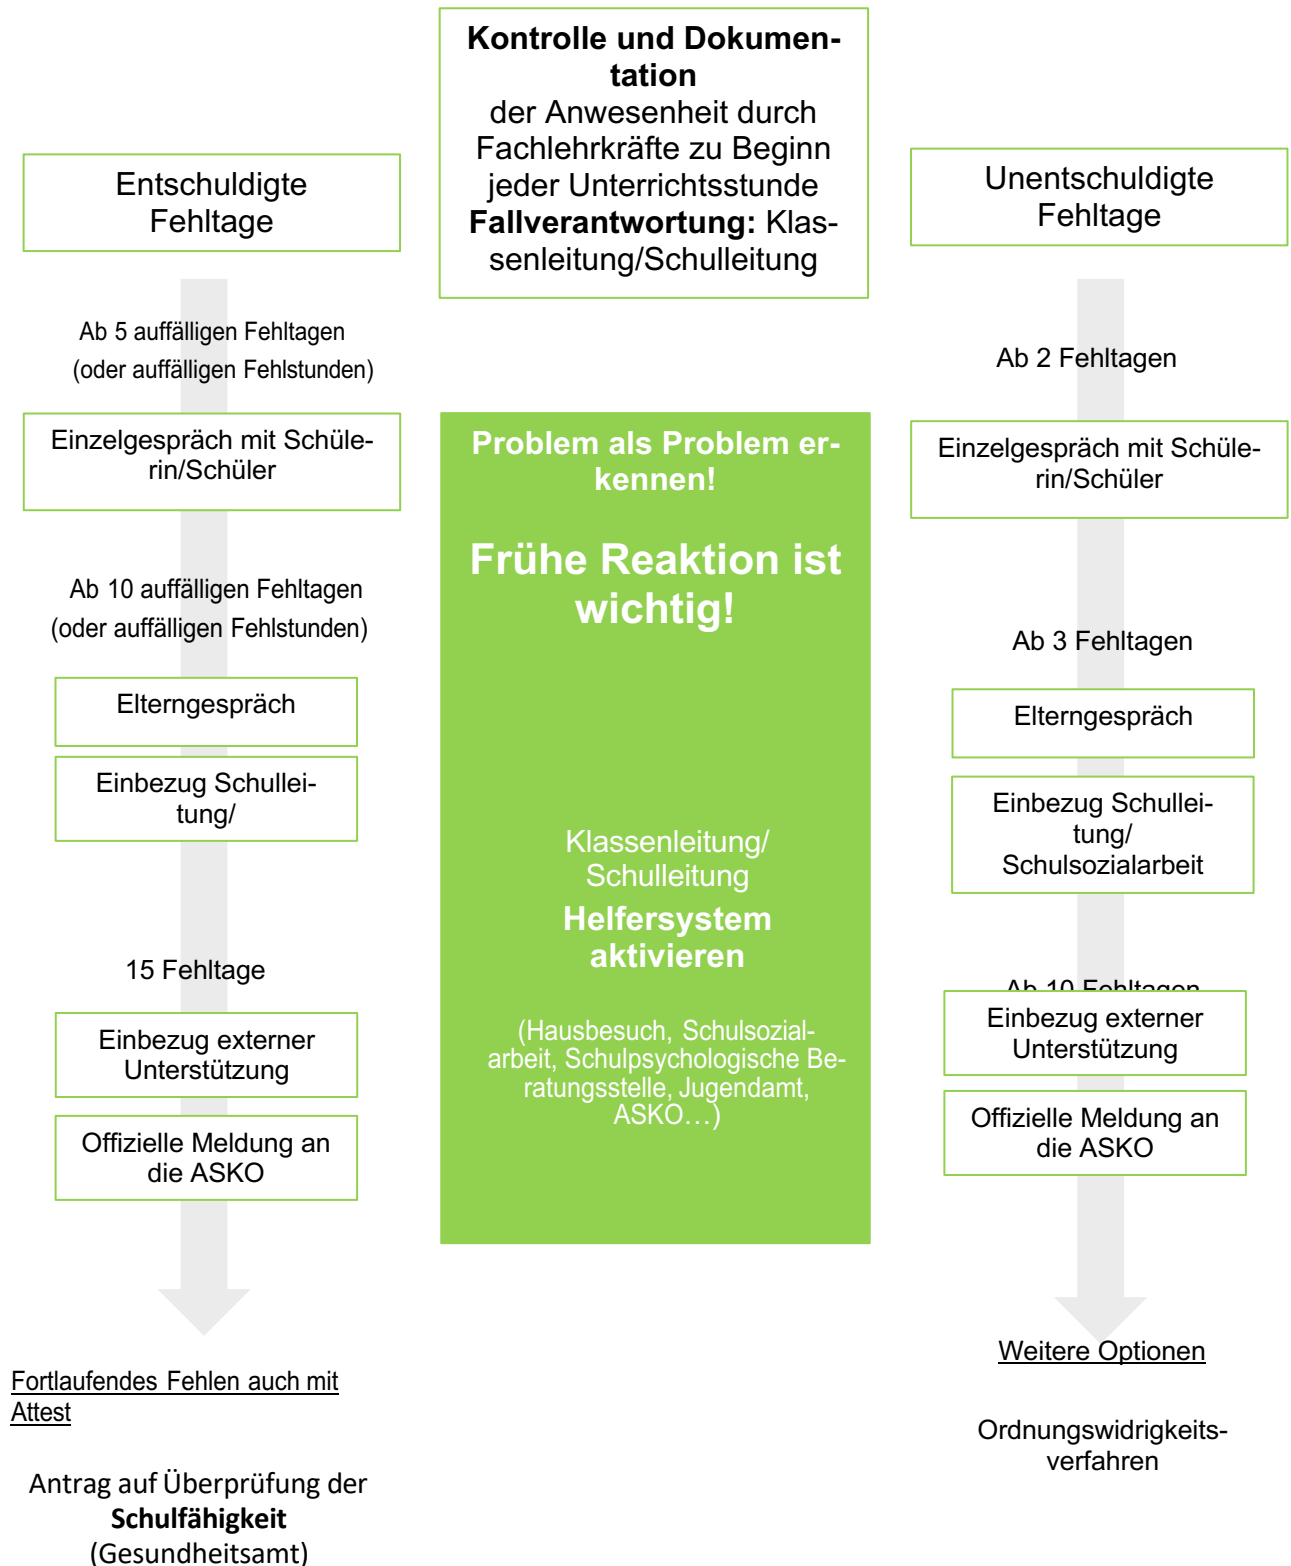 Kontrolle und Dokumen-
tation
der Anwesenheit durch
Fachlehrkräfte zu Beginn
jeder Unterrichtsstunde
Fallverantwortung: Klas-
senleitung/Schulleitung
Entschuldigte
Fehltage
Ab 5 auffälligen Fehltagen
(oder auffälligen Fehlstunden)
Einzelgespräch mit Schüle-
rin/Schüler
Ab 10 auffälligen Fehltagen
(oder auffälligen Fehlstunden)
Elterngespräch
Einbezug Schullei-
tung/
15 Fehltage
Einbezug externer
Unterstützung
Offizielle Meldung an
die ASKO
Fortlaufendes Fehlen auch mit
Attest
Antrag auf Überprüfung der
Schulfähigkeit
(Gesundheitsamt)
Problem als Problem er-
kennen!
Frühe Reaktion ist
wichtig!
Klassenleitung/
Schulleitung
Helfersystem
aktivieren
(Hausbesuch, Schulsozial-
arbeit, Schulpsychologische Be-
ratungsstelle, Jugendamt,
ASKO…)
Unentschuldigte
Fehltage
Ab 2 Fehltagen
Einzelgespräch mit Schüle-
rin/Schüler
Ab 3 Fehltagen
Elterngespräch
Einbezug Schullei-
tung/
Schulsozialarbeit
Ab 10 Fehltagen
Einbezug externer
Unterstützung
Offizielle Meldung an
die ASKO
Weitere Optionen
Ordnungswidrigkeits-
verfahren